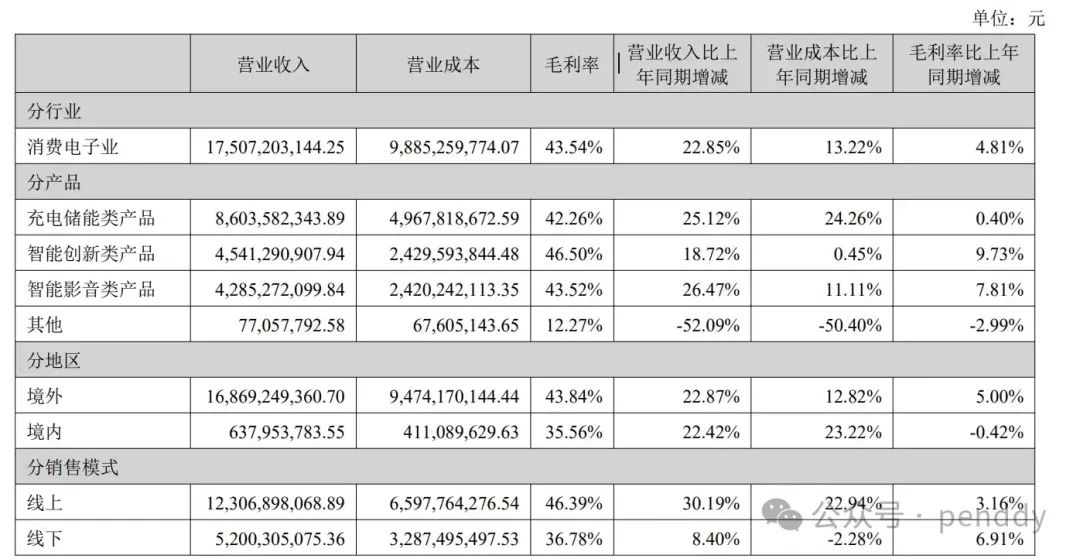 单位：元
营业收入 营业成本 毛利率 营业收入比上年同期增减 营业成本比上年同期增减 毛利率比上年同期增减
分行业
消费电子业 17,507,203,144.25 9,885,259,774.07 43.54% 22.85% 13.22% 4.81%
分产品
充电储能类产品 8,603,582,343.89 4,967,818,672.59 42.26% 25.12% 24.26% 0.40%
智能创新类产品 4,541,290,907.94 2,429,593,844.48 46.50% 18.72% 0.45% 9.73%
智能影音类产品 4,285,272,099.84 2,420,242,113.35 43.52% 26.47% 11.11% 7.81%
其他 77,057,792.58 67,605,143.65 12.27% -52.09% -50.40% -2.99%
分地区
境外 16,869,249,360.70 9,474,170,144.44 43.84% 22.87% 12.82% 5.00%
境内 637,953,783.55 411,089,629.63 35.56% 22.42% 23.22% -0.42%
分销售模式
线上 12,306,898,068.89 6,597,764,276.54 46.39% 30.19% 22.94% 3.16%
线下 5,200,305,075.36 3,287,495,497.53 36.78% 8.40% -2.28% 6.91%
公众号 · penddy